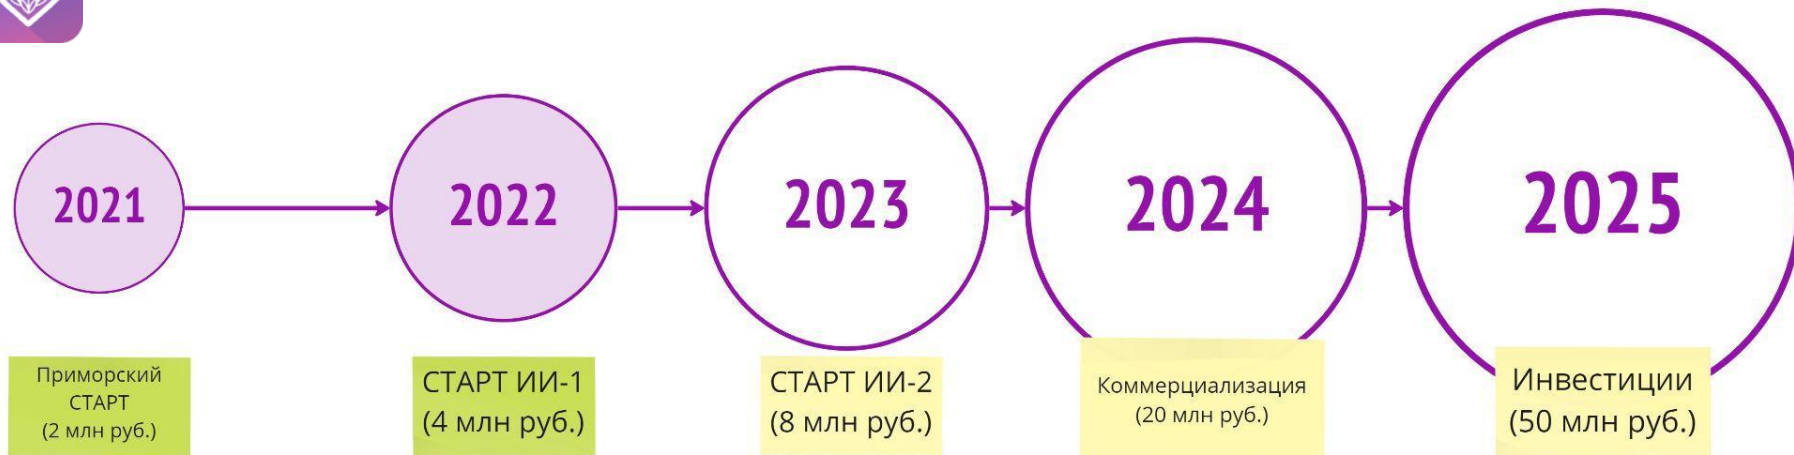 2021
2022
2023
2024
2025
Приморский
СТАРТ
(2 млн руб.)
СТАРТ ИИ-1
(4 млн руб.)
СТАРТ ИИ-2
(8 млн руб.)
Коммерциализация
(20 млн руб.)
Инвестиции
(50 млн руб.)